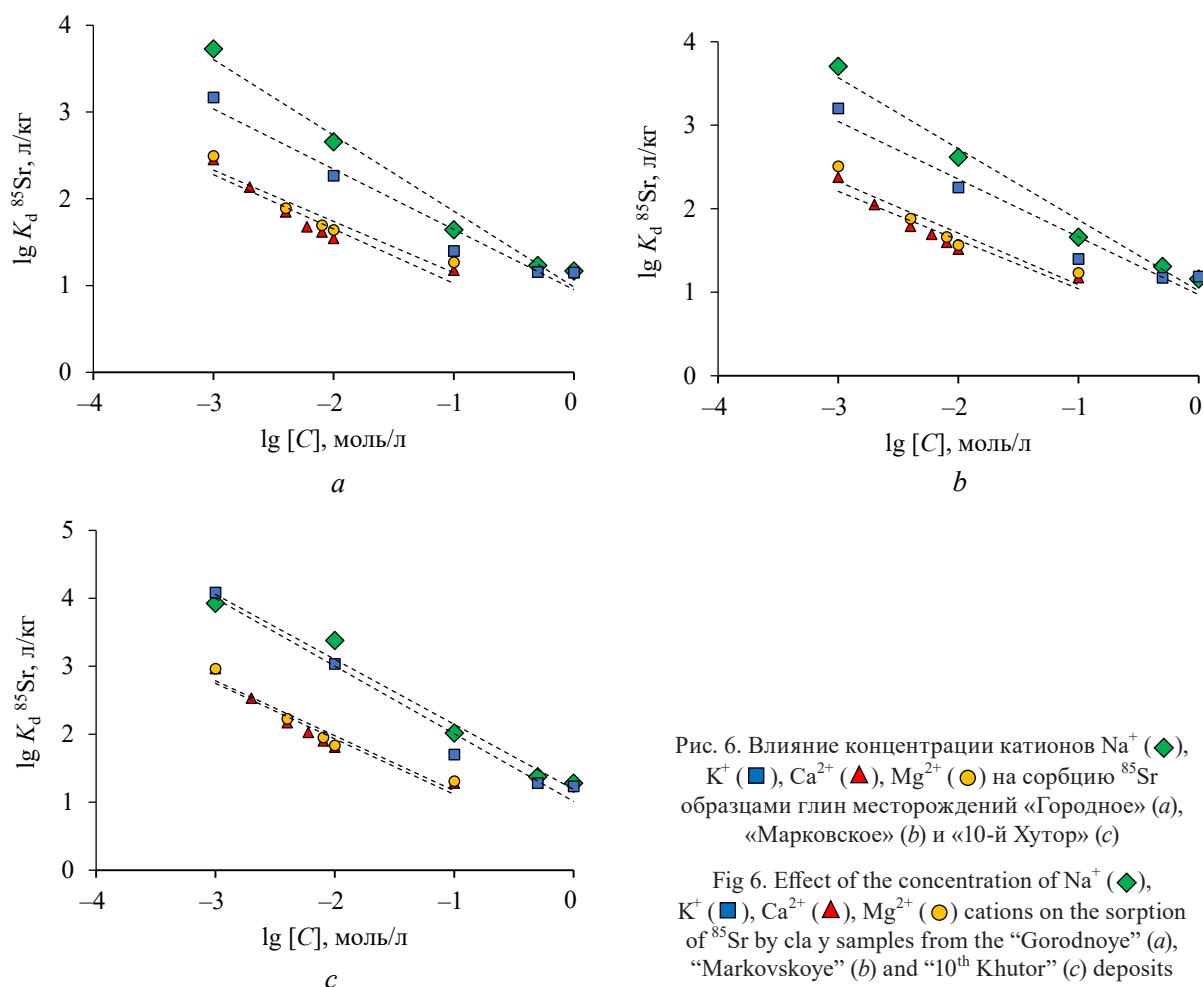 4
3
2
1
0
–4
–3
–2
–1
0
lg K_d ⁸⁵Sr, л/кг
lg [C], моль/л
a
4
3
2
1
0
–4
–3
–2
–1
0
lg K_d ⁸⁵Sr, л/кг
lg [C], моль/л
b
5
4
3
2
1
0
–4
–3
–2
–1
0
lg K_d ⁸⁵Sr, л/кг
lg [C], моль/л
c
Рис. 6. Влияние концентрации катионов Na⁺ (◆),
K⁺ (■), Ca²⁺ (▲), Mg²⁺ (●) на сорбцию ⁸⁵Sr
образцами глин месторождений «Городное» (a),
«Марковское» (b) и «10-й Хутор» (c)
Fig 6. Effect of the concentration of Na⁺ (◆),
K⁺ (■), Ca²⁺ (▲), Mg²⁺ (●) cations on the sorption
of ⁸⁵Sr by cla y samples from the “Gorodnoye” (a),
“Markovskoye” (b) and “10ᵗʰ Khutor” (c) deposits